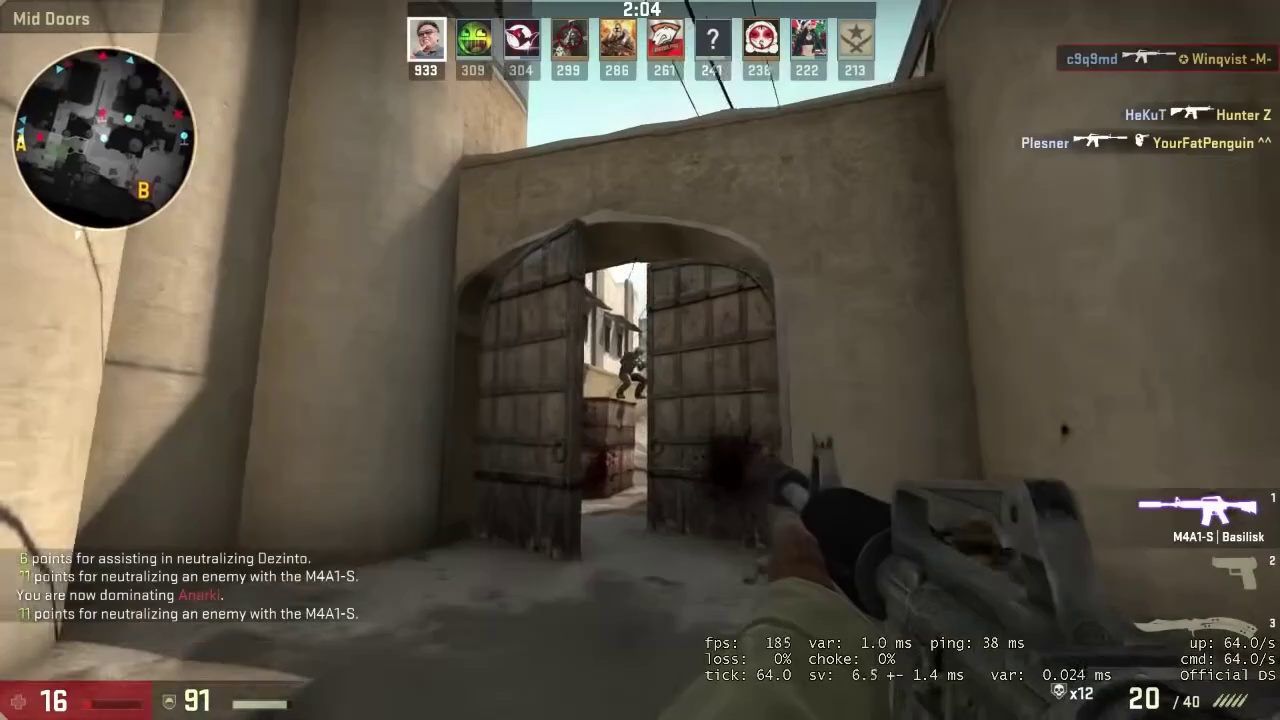 Mid Doors
2:04
?
933 309 304 299 286 261 241 236 222 213
c9q9md Winqvist -M-
HeKuT Hunter Z
Plesner YourFatPenguin ^^
A
B
1
M4A1-S | Basilisk
2
3
6 points for assisting in neutralizing Dezinto.
11 points for neutralizing an enemy with the M4A1-S.
You are now dominating Anarki.
11 points for neutralizing an enemy with the M4A1-S.
fps: 185 var: 1.0 ms ping: 38 ms up: 64.0/s
loss: 0% choke: 0% cmd: 64.0/s
tick: 64.0 sv: 6.5 +- 1.4 ms var: 0.024 ms Official DS
16 91 x12 20 / 40